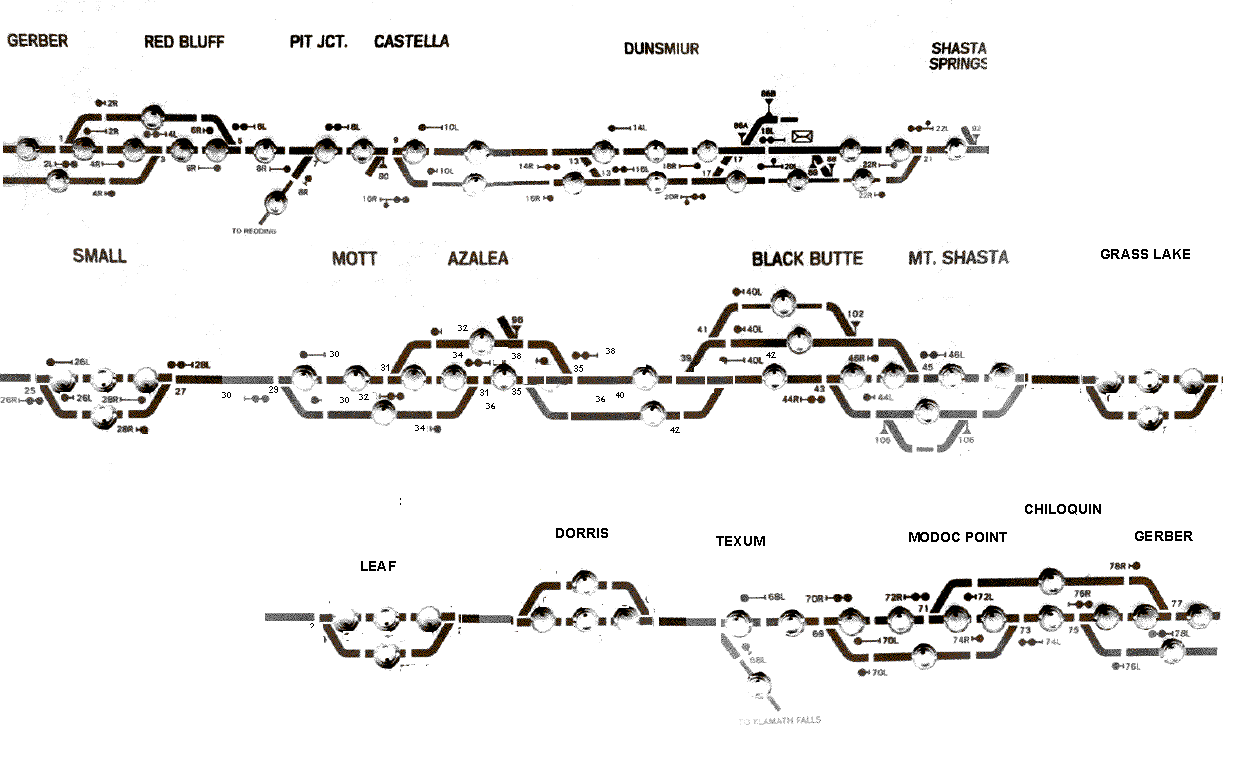 GERBER RED BLUFF PIT JCT. CASTELLA DUNSMIUR SHASTA
SPRINGS
2R 86B
1 2R 4L 6R 6L 8L 9 10L 14L 86A 18L 22L 82
5
2L 4R 3 6R 8R 7 14R 13 18R 17 22R 21
4R 8R 80 10L 13 16L 17 20L 88 88
10R 16R 20R 22R
TO REDDING
SMALL MOTT AZALEA BLACK BUTTE MT. SHASTA GRASS LAKE
40L
32 96 41 40L 102
26L 28L 30 31 34 38 38 39 40L 42 46R 46L
25 27 29 35 43 45
26R 26L 28R 30 30 32 31 35 36 40 44R 44L
28R 34 36 42 106 106
CHILOQUIN
DORRIS TEXUM MODOC POINT GERBER
LEAF
78R
68L 70R 72R 71 72L 76R 77
69 70L 74R 73 74L 75 78L
68L 70L 76L
TO KLAMATH FALLS